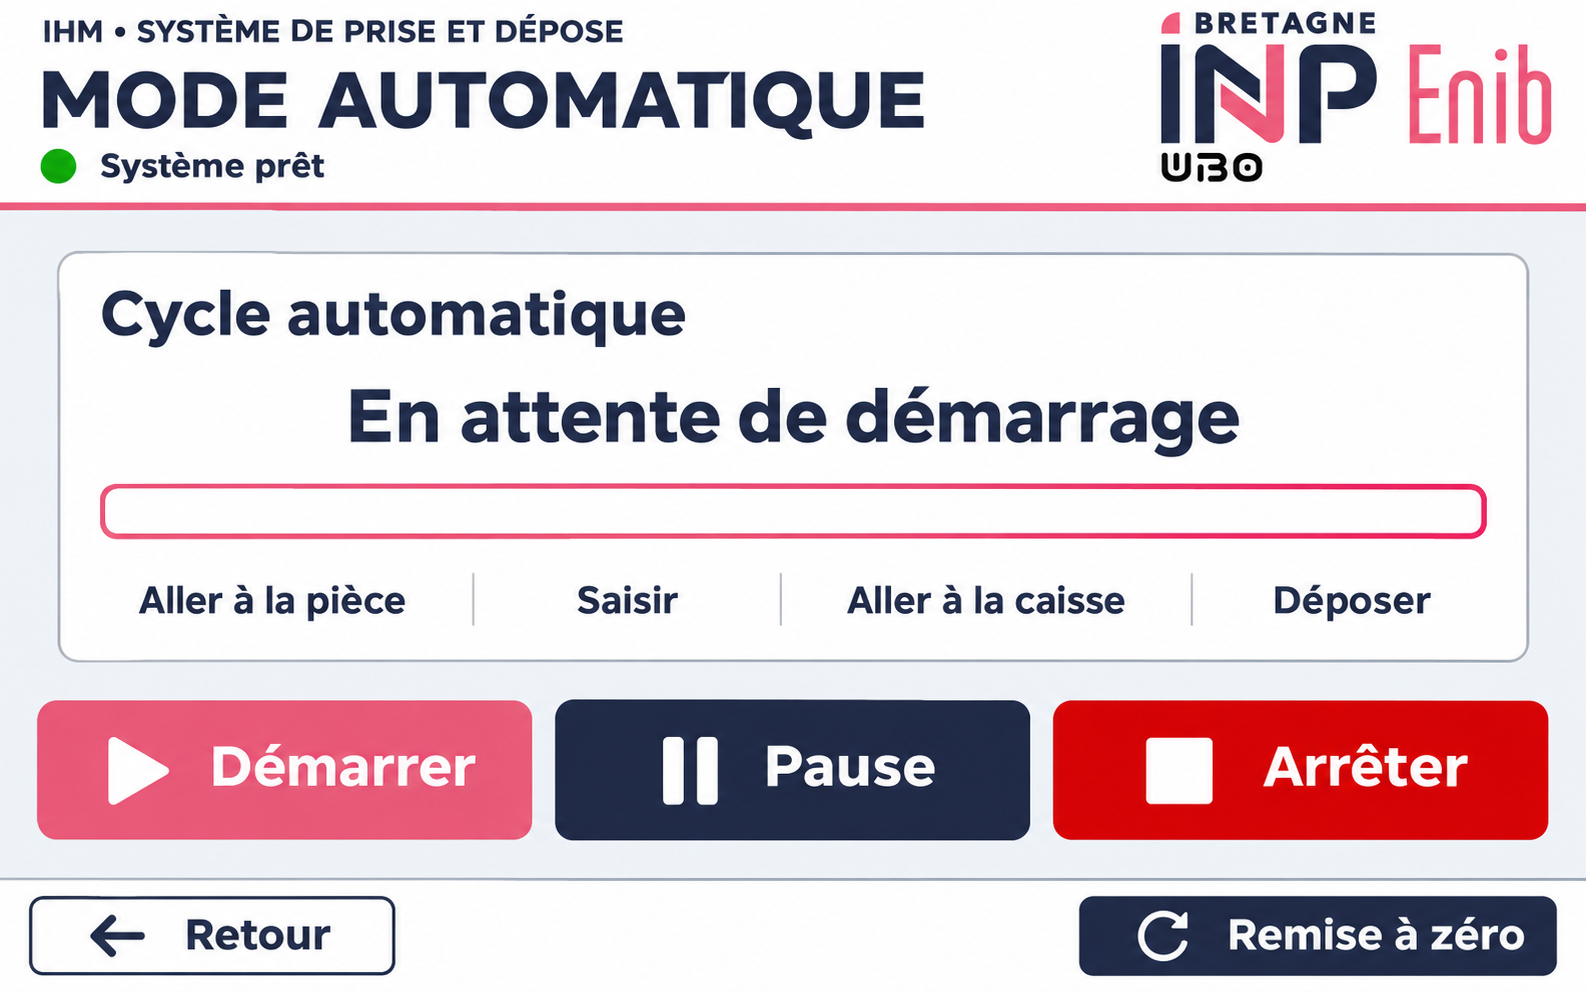 IHM • SYSTÈME DE PRISE ET DÉPOSE
MODE AUTOMATIQUE
Système prêt
BRETAGNE
INP Enib
UBO
Cycle automatique
En attente de démarrage
Aller à la pièce
Saisir
Aller à la caisse
Déposer
Démarrer
Pause
Arrêter
Retour
Remise à zéro